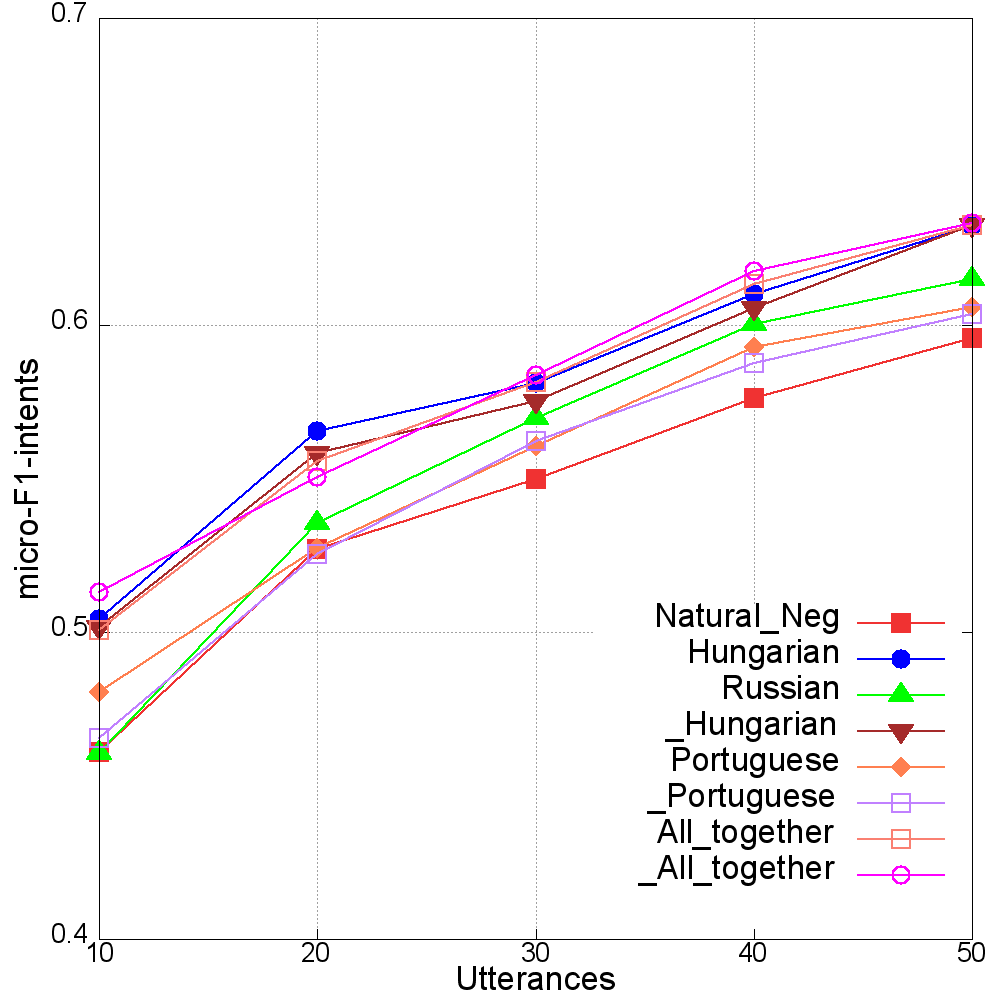 0.7
0.6
0.5
0.4
micro-F1-intents
Natural_Neg
Hungarian
Russian
_Hungarian
Portuguese
_Portuguese
All_together
_All_together
10 20 30 40 50
Utterances